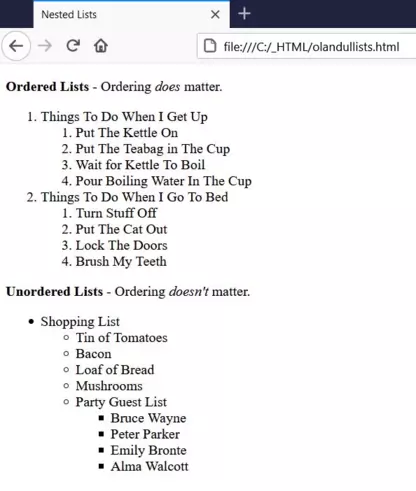 Nested Lists
file:///C:/_HTML/olandullists.html
Ordered Lists - Ordering does matter.
1. Things To Do When I Get Up
1. Put The Kettle On
2. Put The Teabag in The Cup
3. Wait for Kettle To Boil
4. Pour Boiling Water In The Cup
2. Things To Do When I Go To Bed
1. Turn Stuff Off
2. Put The Cat Out
3. Lock The Doors
4. Brush My Teeth
Unordered Lists - Ordering doesn't matter.
Shopping List
Tin of Tomatoes
Bacon
Loaf of Bread
Mushrooms
Party Guest List
Bruce Wayne
Peter Parker
Emily Bronte
Alma Walcott